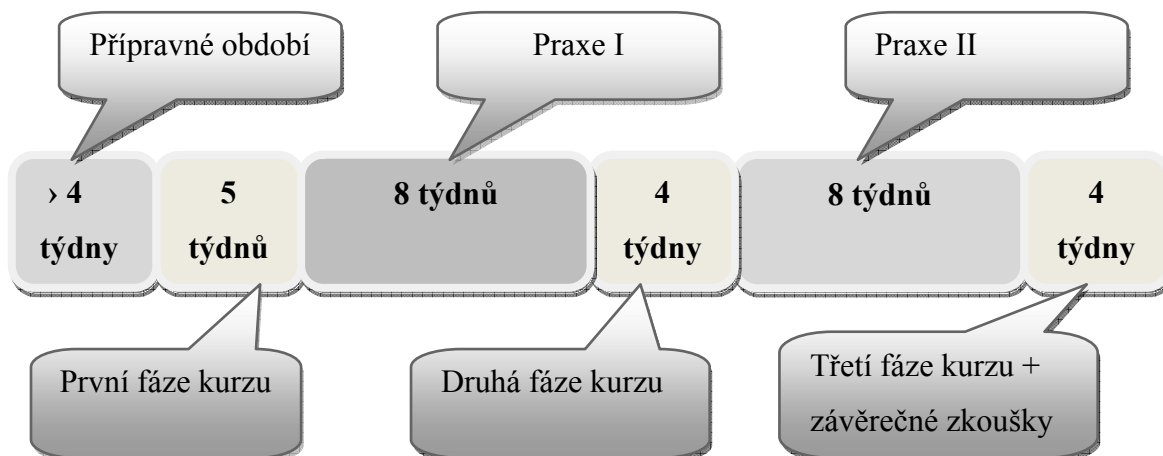 Přípravné období
Praxe I
Praxe II
› 4
týdny
5
týdnů
8 týdnů
4
týdny
8 týdnů
4
týdny
První fáze kurzu
Druhá fáze kurzu
Třetí fáze kurzu +
závěrečné zkoušky